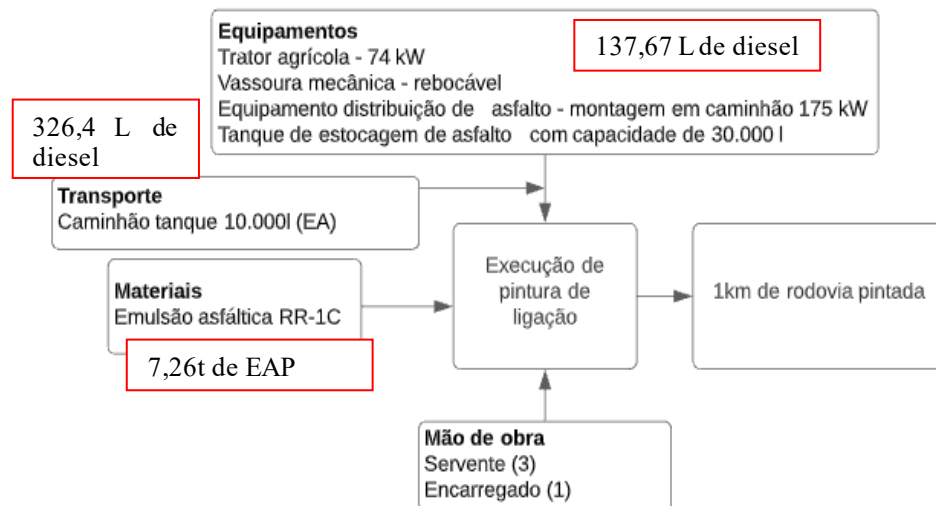 Equipamentos
Trator agrícola - 74 kW
Vassoura mecânica - rebocável
Equipamento distribuição de asfalto - montagem em caminhão 175 kW
Tanque de estocagem de asfalto com capacidade de 30.000 l
137,67 L de diesel
326,4 L de
diesel
Transporte
Caminhão tanque 10.000l (EA)
Materiais
Emulsão asfáltica RR-1C
7,26t de EAP
Execução de
pintura de
ligação
1km de rodovia pintada
Mão de obra
Servente (3)
Encarregado (1)